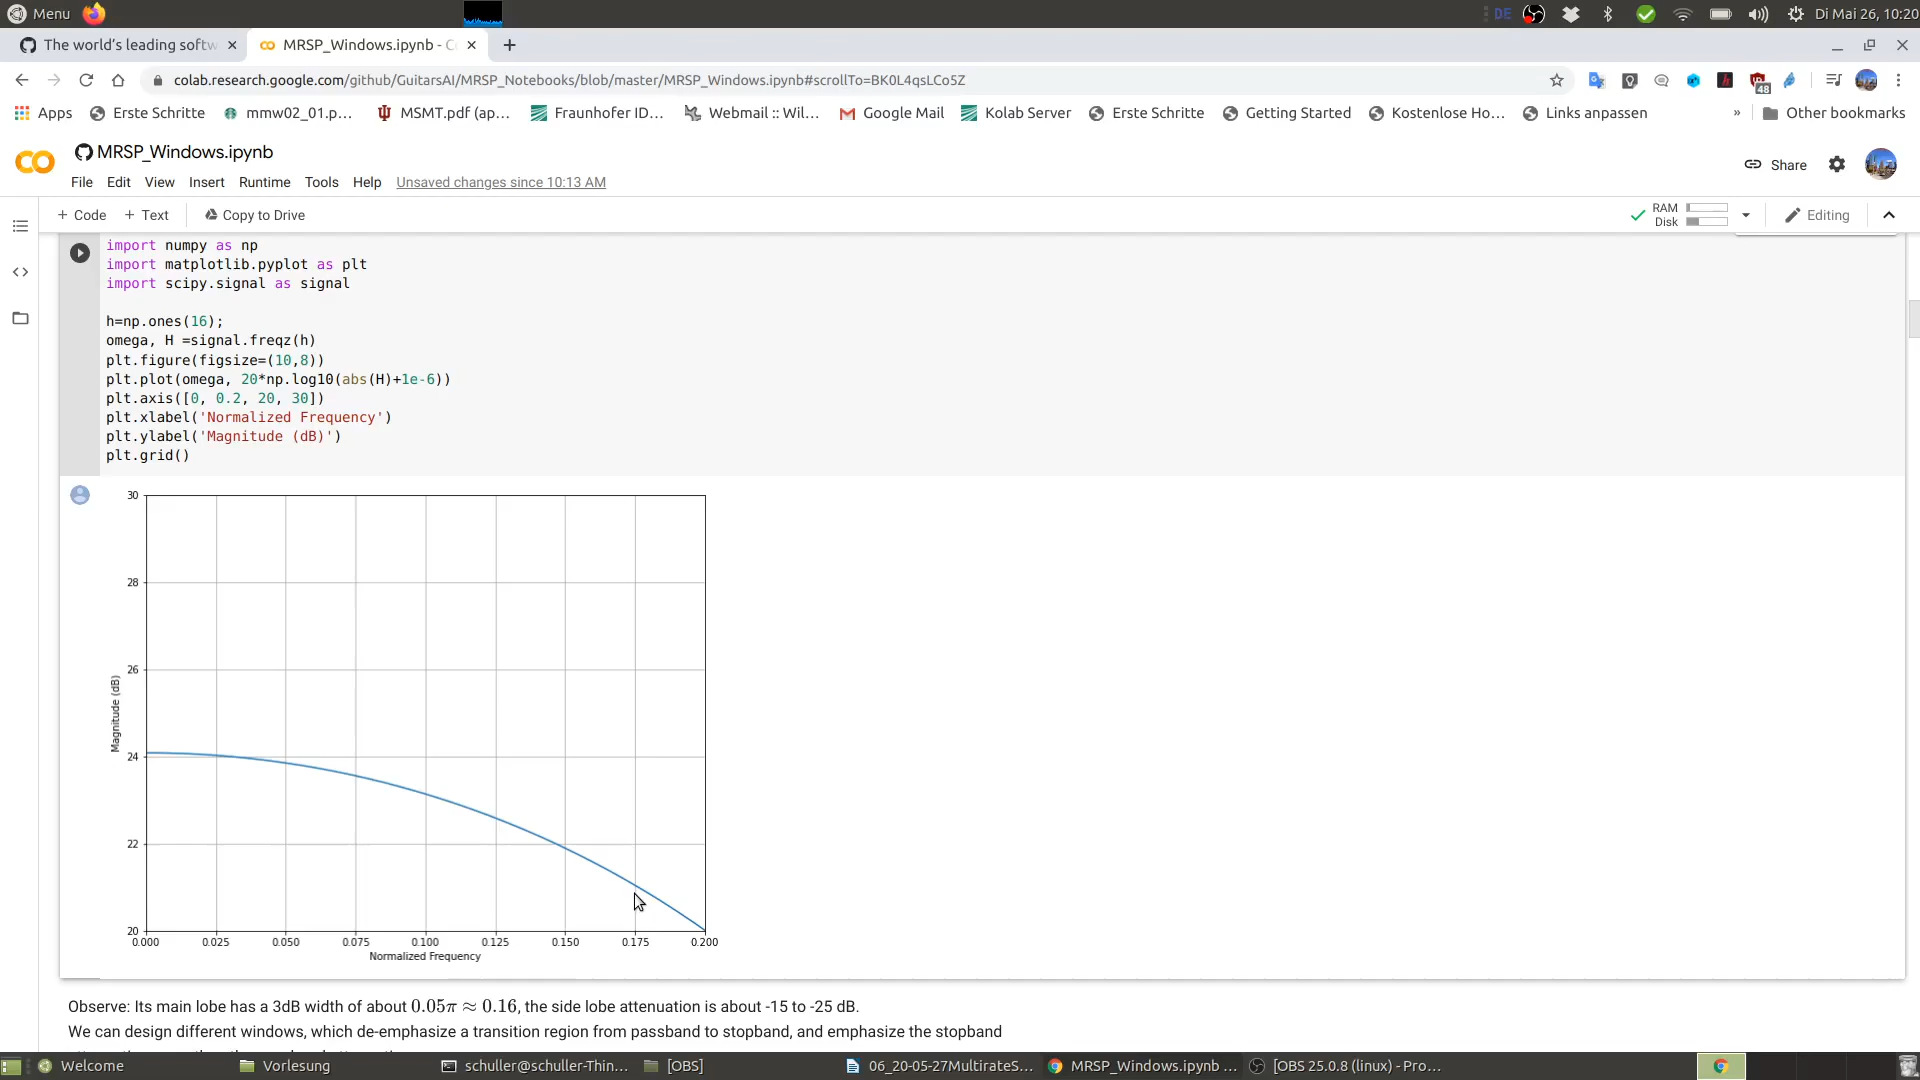 Menu
DE
Di Mai 26, 10:20
The world's leading softw
MRSP_Windows.ipynb - C
colab.research.google.com/github/GuitarsAI/MRSP_Notebooks/blob/master/MRSP_Windows.ipynb#scrollTo=BK0L4qsLCo5Z
48
Apps
Erste Schritte
mmw02_01.p...
MSMT.pdf (ap...
Fraunhofer ID...
Webmail :: Wil...
Google Mail
Kolab Server
Erste Schritte
Getting Started
Kostenlose Ho...
Links anpassen
»
Other bookmarks
MRSP_Windows.ipynb
Share
File Edit View Insert Runtime Tools Help Unsaved changes since 10:13 AM
+ Code + Text Copy to Drive
RAM
Disk
Editing
import numpy as np
import matplotlib.pyplot as plt
import scipy.signal as signal
h=np.ones(16);
omega, H =signal.freqz(h)
plt.figure(figsize=(10,8))
plt.plot(omega, 20*np.log10(abs(H)+1e-6))
plt.axis([0, 0.2, 20, 30])
plt.xlabel('Normalized Frequency')
plt.ylabel('Magnitude (dB)')
plt.grid()
30
28
26
24
22
20
Magnitude (dB)
0.000 0.025 0.050 0.075 0.100 0.125 0.150 0.175 0.200
Normalized Frequency
Observe: Its main lobe has a 3dB width of about 0.05π ≈ 0.16, the side lobe attenuation is about -15 to -25 dB.
We can design different windows, which de-emphasize a transition region from passband to stopband, and emphasize the stopband
Welcome
Vorlesung
schuller@schuller-Thin...
[OBS]
06_20-05-27MultirateS...
MRSP_Windows.ipynb ...
[OBS 25.0.8 (linux) - Pro...